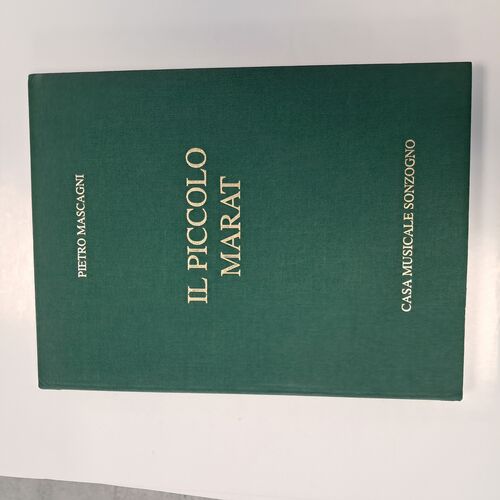 PIETRO MASCAGNI
IL PICCOLO
MARAT
CASA MUSICALE SONZOGNO